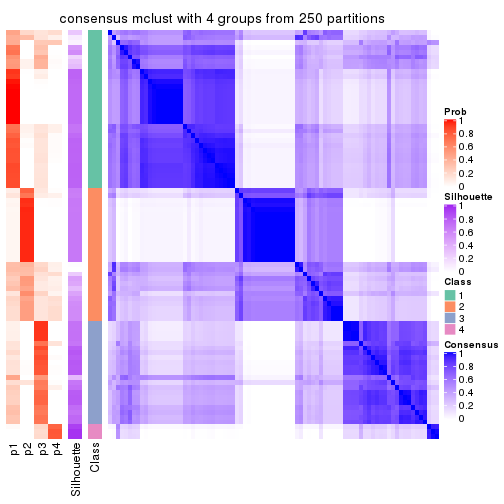 consensus mclust with 4 groups from 250 partitions
Prob
1
0.8
0.6
0.4
0.2
0
Silhouette
1
0.8
0.6
0.4
0.2
0
Class
1
2
3
4
Consensus
1
0.8
0.6
0.4
0.2
0
p1
p2
p3
p4
Silhouette
Class